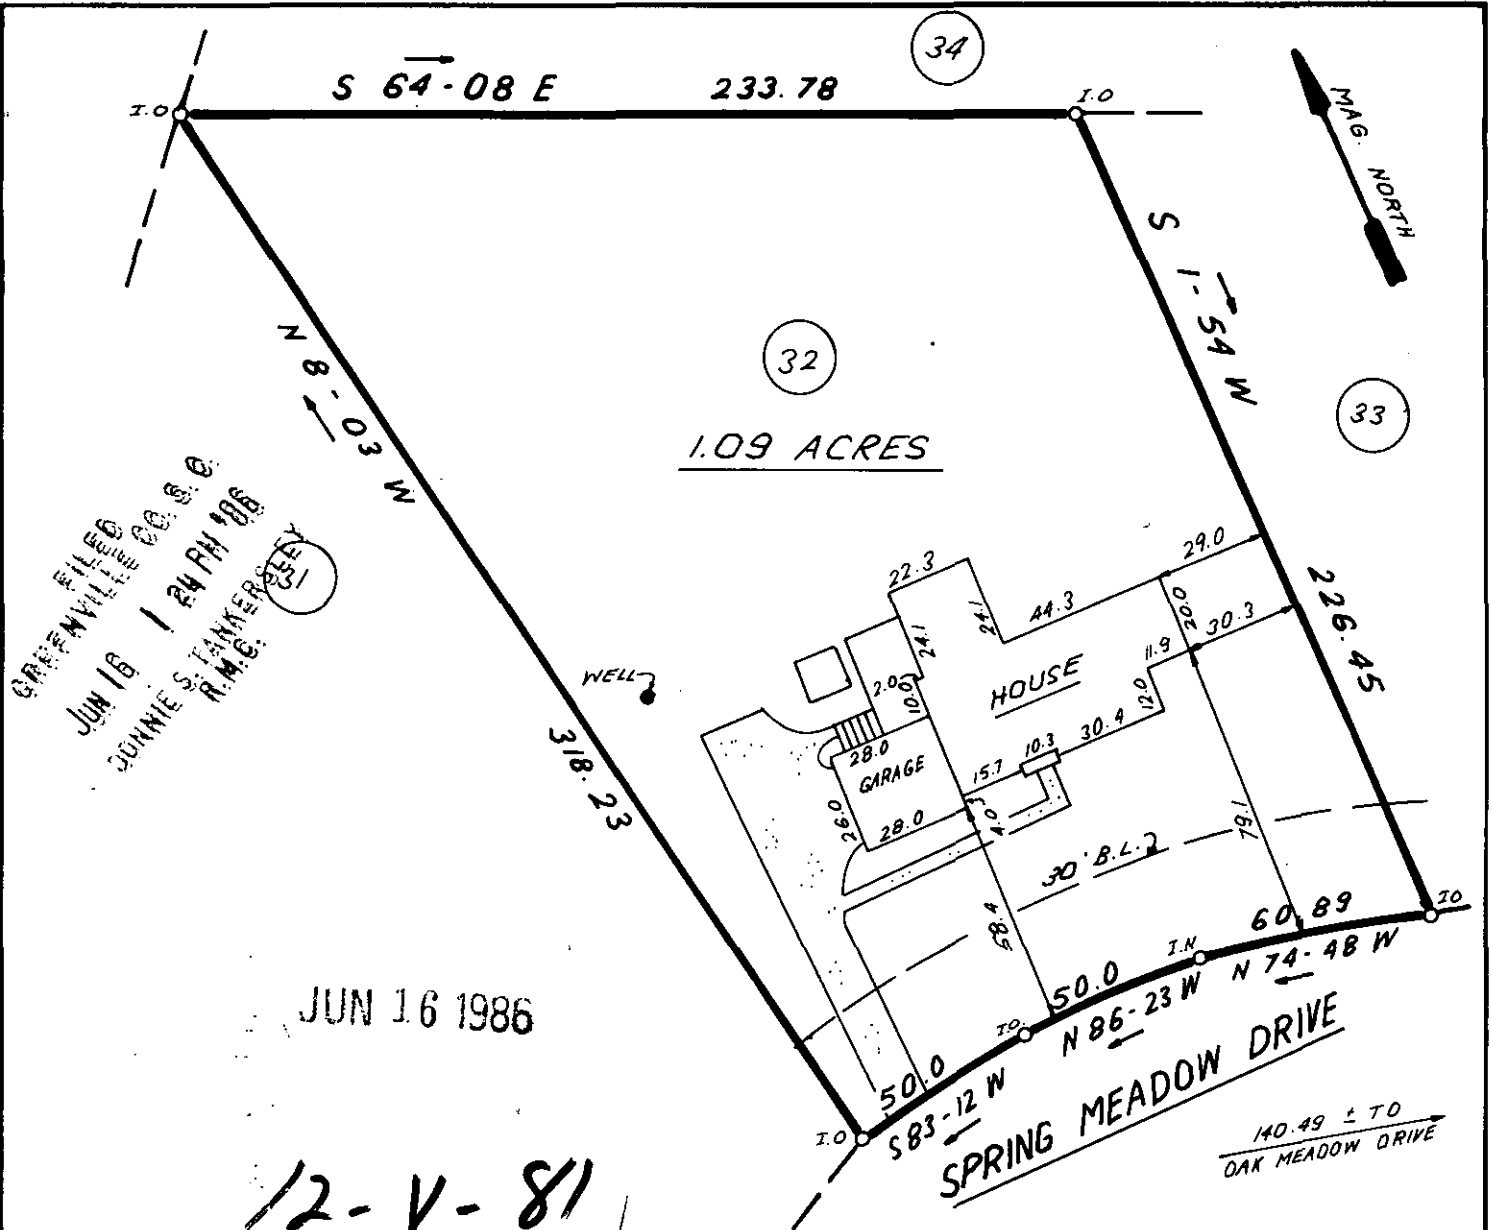 34
S 64-08 E 233.78
I.O
I.O
MAG. NORTH
S 1-54 W
N 8-03 W
32
33
1.09 ACRES
FILED
GREENVILLE CO. S. C.
JUN 16 1 24 PM '86
DONNIE S. TANKERSLEY
R.M.C.
31
29.0
22.3
44.3
24.1
24.1
20.0
30.3
226.45
11.9
WELL
HOUSE
2.0
10.0
12.0
30.4
10.3
15.7
28.0
GARAGE
26.0
28.0
4.0
318.23
79.1
30' B.L.
58.4
60.89
IO
I.N
N 74-48 W
50.0
N 86-23 W
I.O.
JUN 16 1986
50.0
S 83-12 W
I.O
SPRING MEADOW DRIVE
140.49 ± TO
OAK MEADOW DRIVE
12-V-81